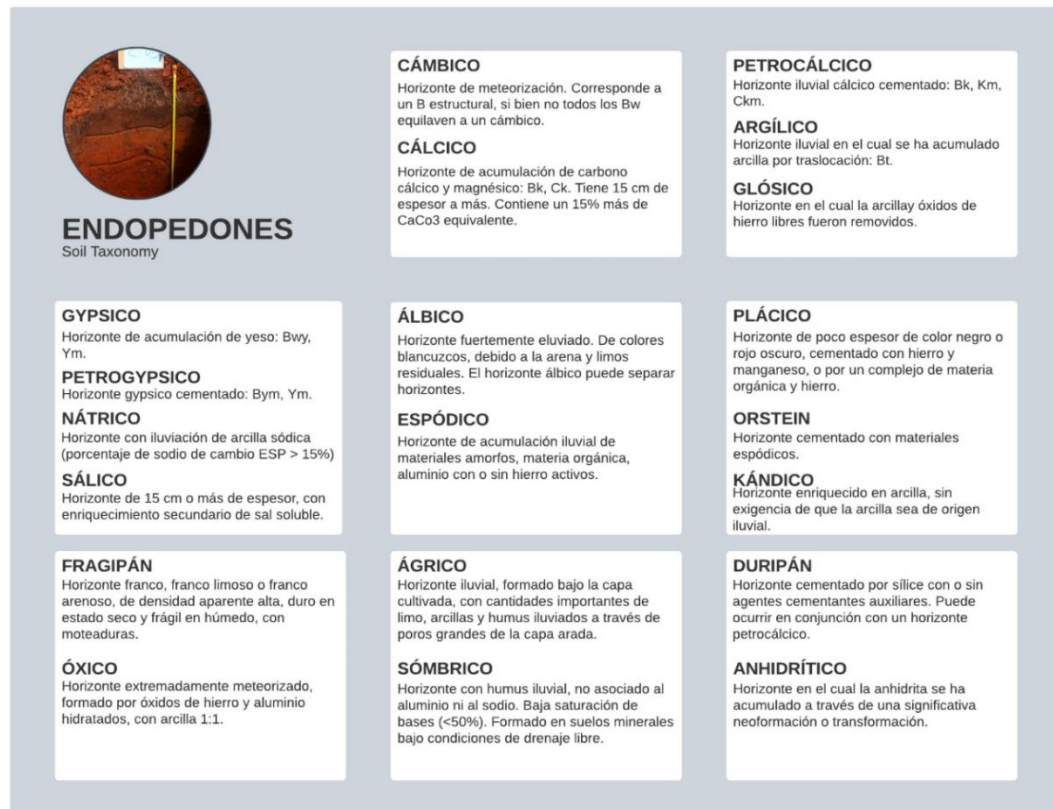 ENDOPEDONES
Soil Taxonomy
CÁMBICO
Horizonte de meteorización. Corresponde a
un B estructural, si bien no todos los Bw
equilaven a un cámbico.
CÁLCICO
Horizonte de acumulación de carbono
cálcico y magnésico: Bk, Ck. Tiene 15 cm de
espesor a más. Contiene un 15% más de
CaCo3 equivalente.
PETROCÁLCICO
Horizonte iluvial cálcico cementado: Bk, Km,
Ckm.
ARGÍLICO
Horizonte iluvial en el cual se ha acumulado
arcilla por traslocación: Bt.
GLÓSICO
Horizonte en el cual la arcillay óxidos de
hierro libres fueron removidos.
GYPSICO
Horizonte de acumulación de yeso: Bwy,
Ym.
PETROGYPSICO
Horizonte gypsico cementado: Bym, Ym.
NÁTRICO
Horizonte con iluviación de arcilla sódica
(porcentaje de sodio de cambio ESP > 15%)
SÁLICO
Horizonte de 15 cm o más de espesor, con
enriquecimiento secundario de sal soluble.
ÁLBICO
Horizonte fuertemente eluviado. De colores
blancuzcos, debido a la arena y limos
residuales. El horizonte álbico puede separar
horizontes.
ESPÓDICO
Horizonte de acumulación iluvial de
materiales amorfos, materia orgánica,
aluminio con o sin hierro activos.
PLÁCICO
Horizonte de poco espesor de color negro o
rojo oscuro, cementado con hierro y
manganeso, o por un complejo de materia
orgánica y hierro.
ORSTEIN
Horizonte cementado con materiales
espódicos.
KÁNDICO
Horizonte enriquecido en arcilla, sin
exigencia de que la arcilla sea de origen
iluvial.
FRAGIPÁN
Horizonte franco, franco limoso o franco
arenoso, de densidad aparente alta, duro en
estado seco y frágil en húmedo, con
moteaduras.
ÓXICO
Horizonte extremadamente meteorizado,
formado por óxidos de hierro y aluminio
hidratados, con arcilla 1:1.
ÁGRICO
Horizonte iluvial, formado bajo la capa
cultivada, con cantidades importantes de
limo, arcillas y humus iluviados a través de
poros grandes de la capa arada.
SÓMBRICO
Horizonte con humus iluvial, no asociado al
aluminio ni al sodio. Baja saturación de
bases (<50%). Formado en suelos minerales
bajo condiciones de drenaje libre.
DURIPÁN
Horizonte cementado por sílice con o sin
agentes cementantes auxiliares. Puede
ocurrir en conjunción con un horizonte
petrocálcico.
ANHIDRÍTICO
Horizonte en el cual la anhidrita se ha
acumulado a través de una significativa
neoformación o transformación.